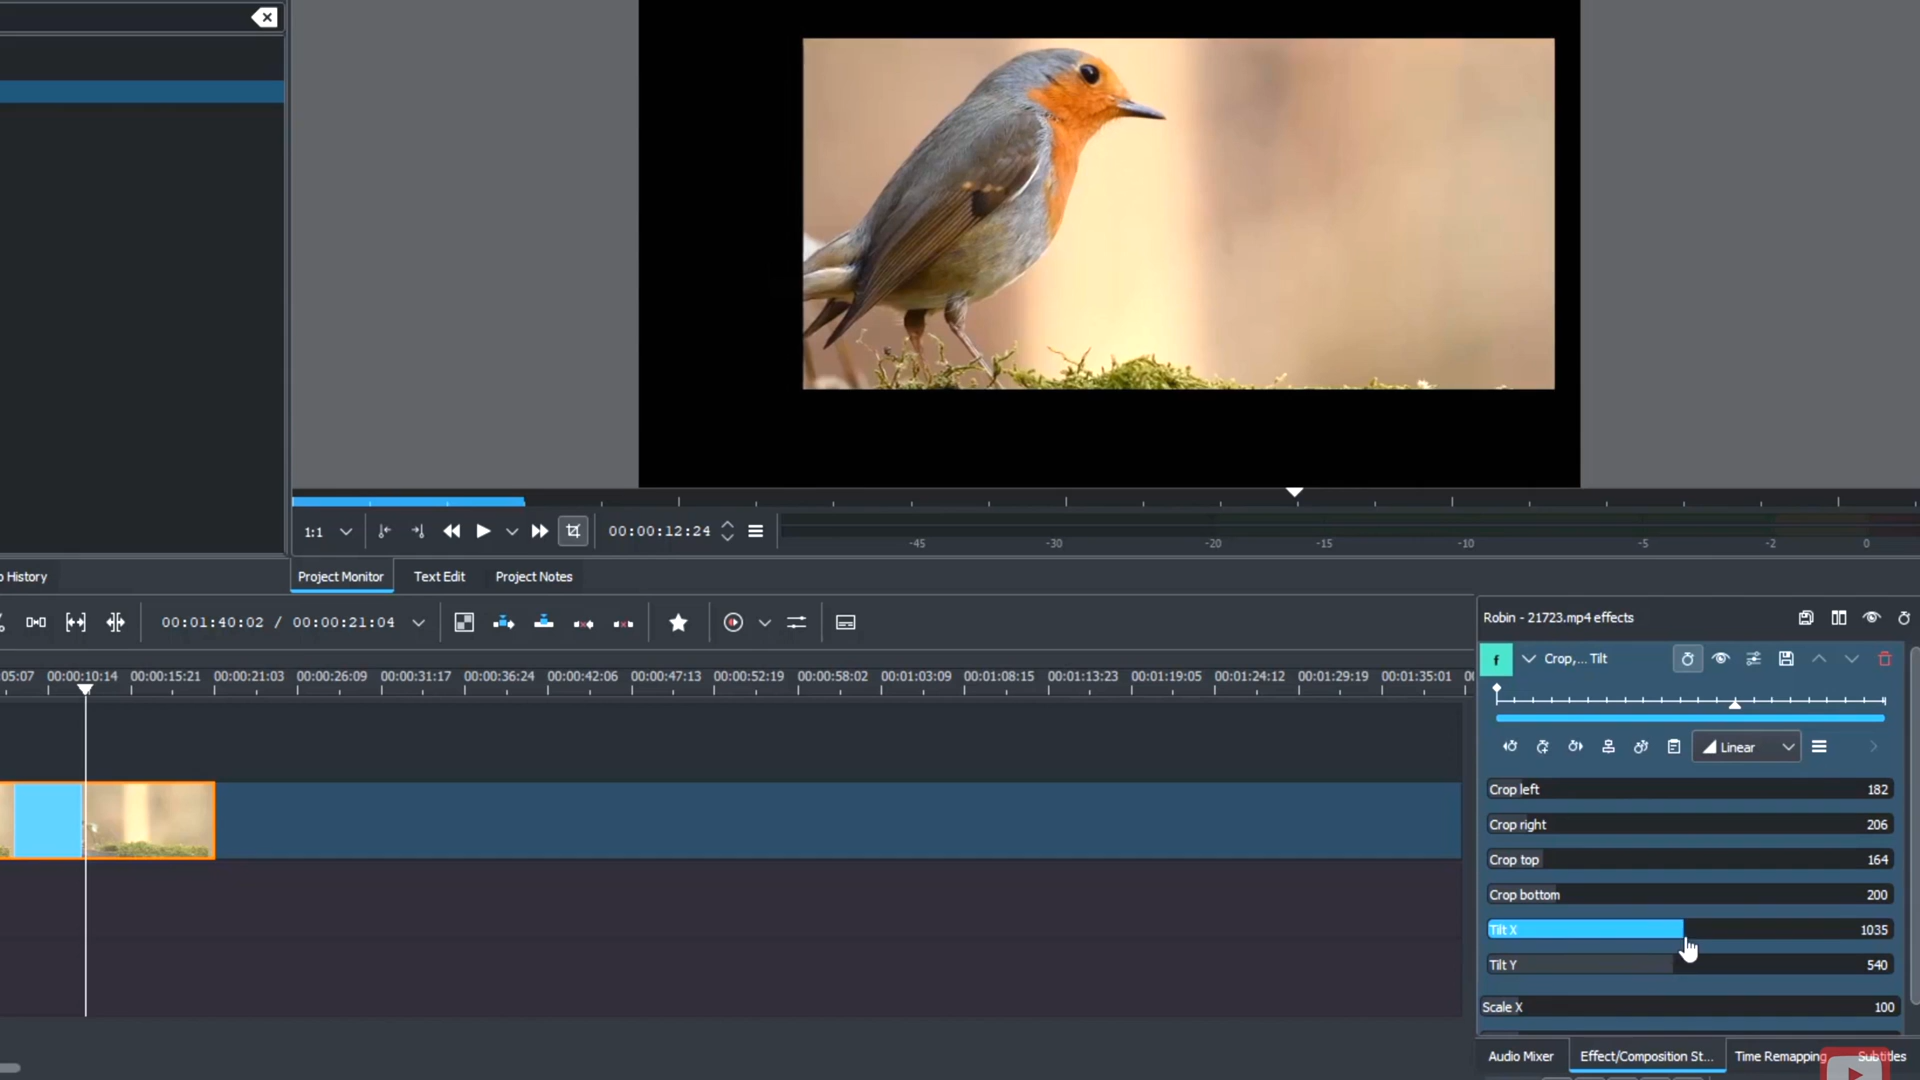 1:1
00:00:12:24
-45 -30 -20 -15 -10 -5 -2 0
History
Project Monitor Text Edit Project Notes
00:01:40:02 / 00:00:21:04
05:07 00:00:10:14 00:00:15:21 00:00:21:03 00:00:26:09 00:00:31:17 00:00:36:24 00:00:42:06 00:00:47:13 00:00:52:19 00:00:58:02 00:01:03:09 00:01:08:15 00:01:13:23 00:01:19:05 00:01:24:12 00:01:29:19 00:01:35:01
Robin - 21723.mp4 effects
f Crop,... Tilt
Linear
Crop left 182
Crop right 206
Crop top 164
Crop bottom 200
Tilt X 1035
Tilt Y 540
Scale X 100
Audio Mixer Effect/Composition St... Time Remapping Subtitles